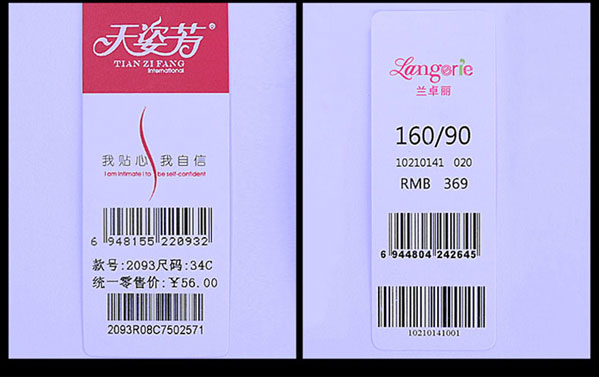 天姿芳®
TIAN ZI FANG
International
我贴心 我自信
I am intimate I to be self-confident
6 948155 220932
款号:2093尺码:34C
统一零售价:¥56.00
2093R08C7502571
Langerie
兰卓丽
160/90
10210141 020
RMB 369
6 944804 242645
10210141001